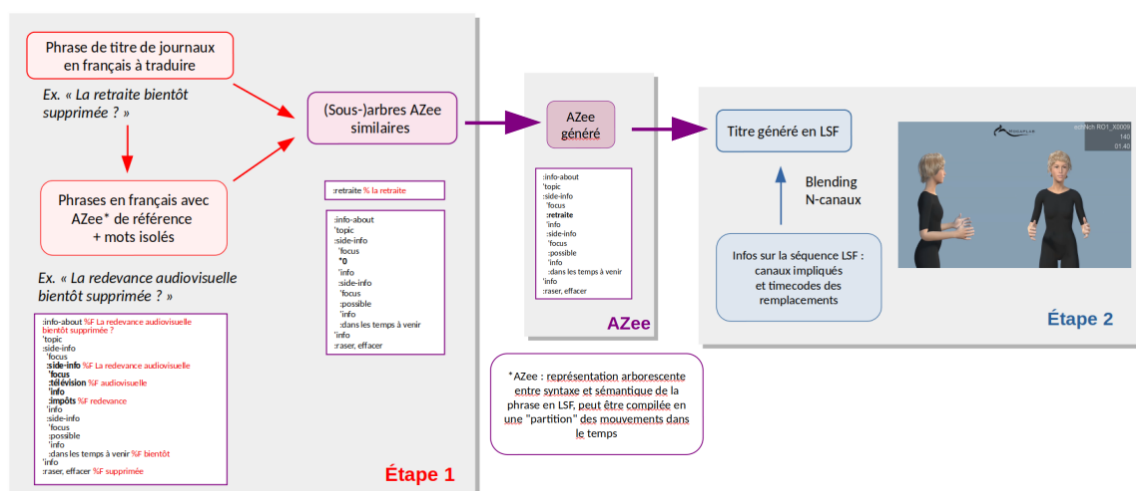 Phrase de titre de journaux
en français à traduire
Ex. « La retraite bientôt
supprimée ? »
Phrases en français avec
AZee* de référence
+ mots isolés
Ex. « La redevance audiovisuelle
bientôt supprimée ? »
:info-about %F La redevance audiovisuelle
bientôt supprimée ?
'topic
:side-info
'focus
:side-info %F La redevance audiovisuelle
'focus
:télévision %F audiovisuelle
'info
:impôts %F redevance
'info
:side-info
'focus
:possible
'info
:dans les temps à venir %F bientôt
'info
:raser, effacer %F supprimée
(Sous-)arbres AZee
similaires
:retraite % la retraite
:info-about
'topic
:side-info
'focus
*0
'info
:side-info
'focus
:possible
'info
:dans les temps à venir
'info
:raser, effacer
Étape 1
AZee
généré
:info-about
'topic
:side-info
'focus
:retraite
'info
:side-info
'focus
:possible
'info
:dans les temps à venir
'info
:raser, effacer
AZee
*AZee : représentation arborescente
entre syntaxe et sémantique de la
phrase en LSF, peut être compilée en
une "partition" des mouvements dans
le temps
Titre généré en LSF
Blending
N-canaux
Infos sur la séquence LSF :
canaux impliqués
et timecodes des
remplacements
140
01:40
Étape 2